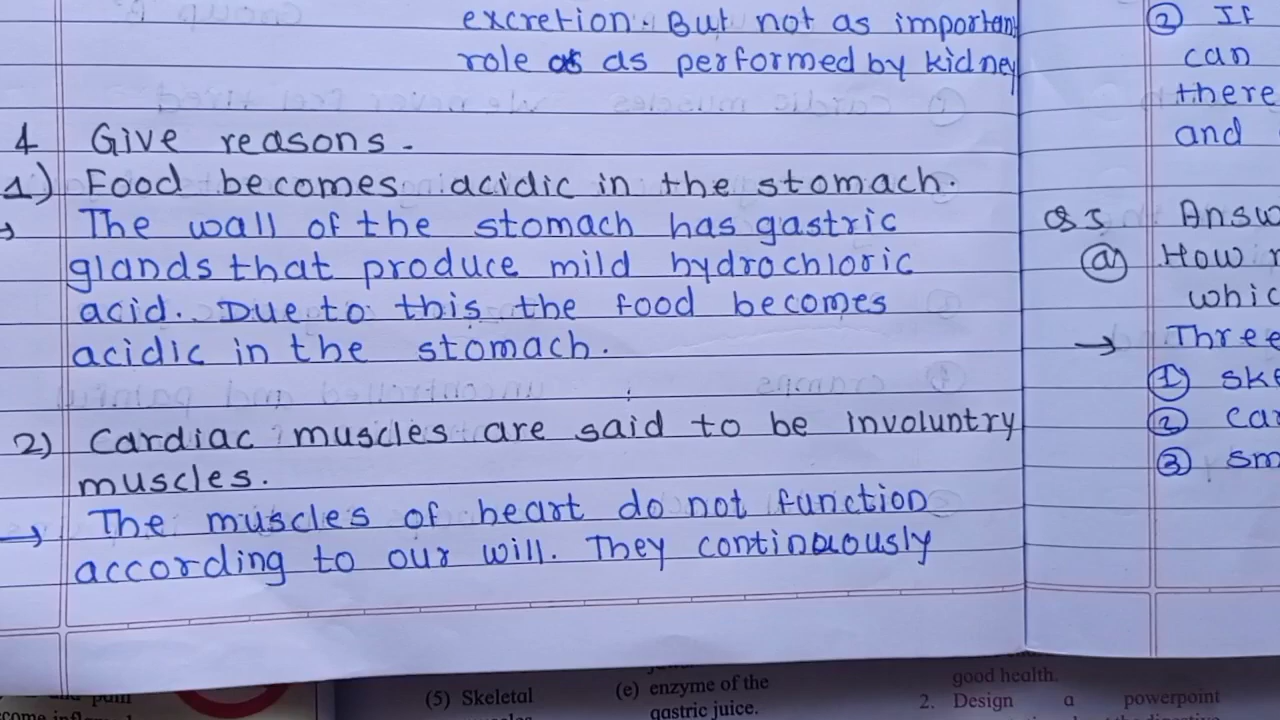 excretion. But not as important
role as as performed by kidney
4 Give reasons.
1) Food becomes acidic in the stomach.
→ The wall of the stomach has gastric
glands that produce mild hydrochloric
acid. Due to this the food becomes
acidic in the stomach.
2) Cardiac muscles are said to be involuntry
muscles.
→ The muscles of heart do not function
according to our will. They continuously
② If
can
there
and
Q5 Answ
ⓐ How
whic
→ Three
① ske
② ca
③ sm
(5) Skeletal
(e) enzyme of the
gastric juice.
good health.
2. Design a powerpoint